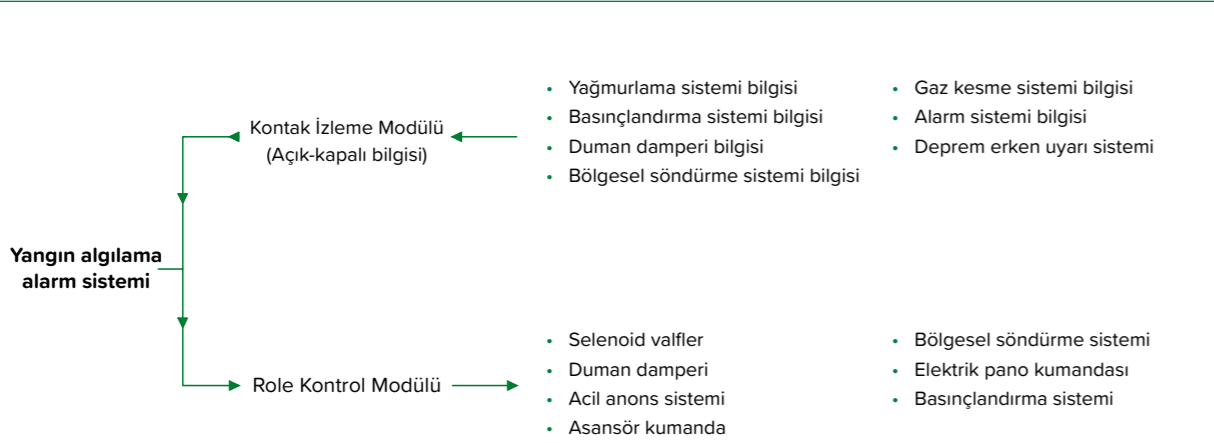 Kontak İzleme Modülü
(Açık-kapalı bilgisi)
• Yağmurlama sistemi bilgisi
• Basınçlandırma sistemi bilgisi
• Duman damperi bilgisi
• Bölgesel söndürme sistemi bilgisi
• Gaz kesme sistemi bilgisi
• Alarm sistemi bilgisi
• Deprem erken uyarı sistemi
Yangın algılama
alarm sistemi
Role Kontrol Modülü
• Selenoid valfler
• Duman damperi
• Acil anons sistemi
• Asansör kumanda
• Bölgesel söndürme sistemi
• Elektrik pano kumandası
• Basınçlandırma sistemi